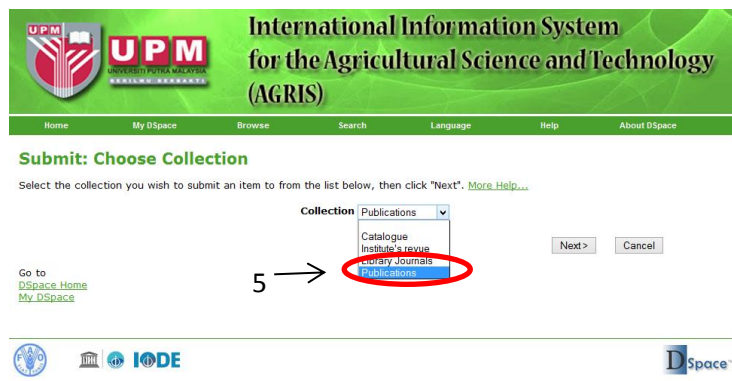 UPM
UPM
UNIVERSITI PUTRA MALAYSIA
BERILMU BERBAKTI
International Information System
for the Agricultural Science and Technology
(AGRIS)
Home My DSpace Browse Search Language Help About DSpace
Submit: Choose Collection
Select the collection you wish to submit an item to from the list below, then click "Next". More Help...
Collection Publications
Catalogue
Institute's revue
Library Journals
Publications
Next > Cancel
5
Go to
DSpace Home
My DSpace
FAO
IODE
DSpace